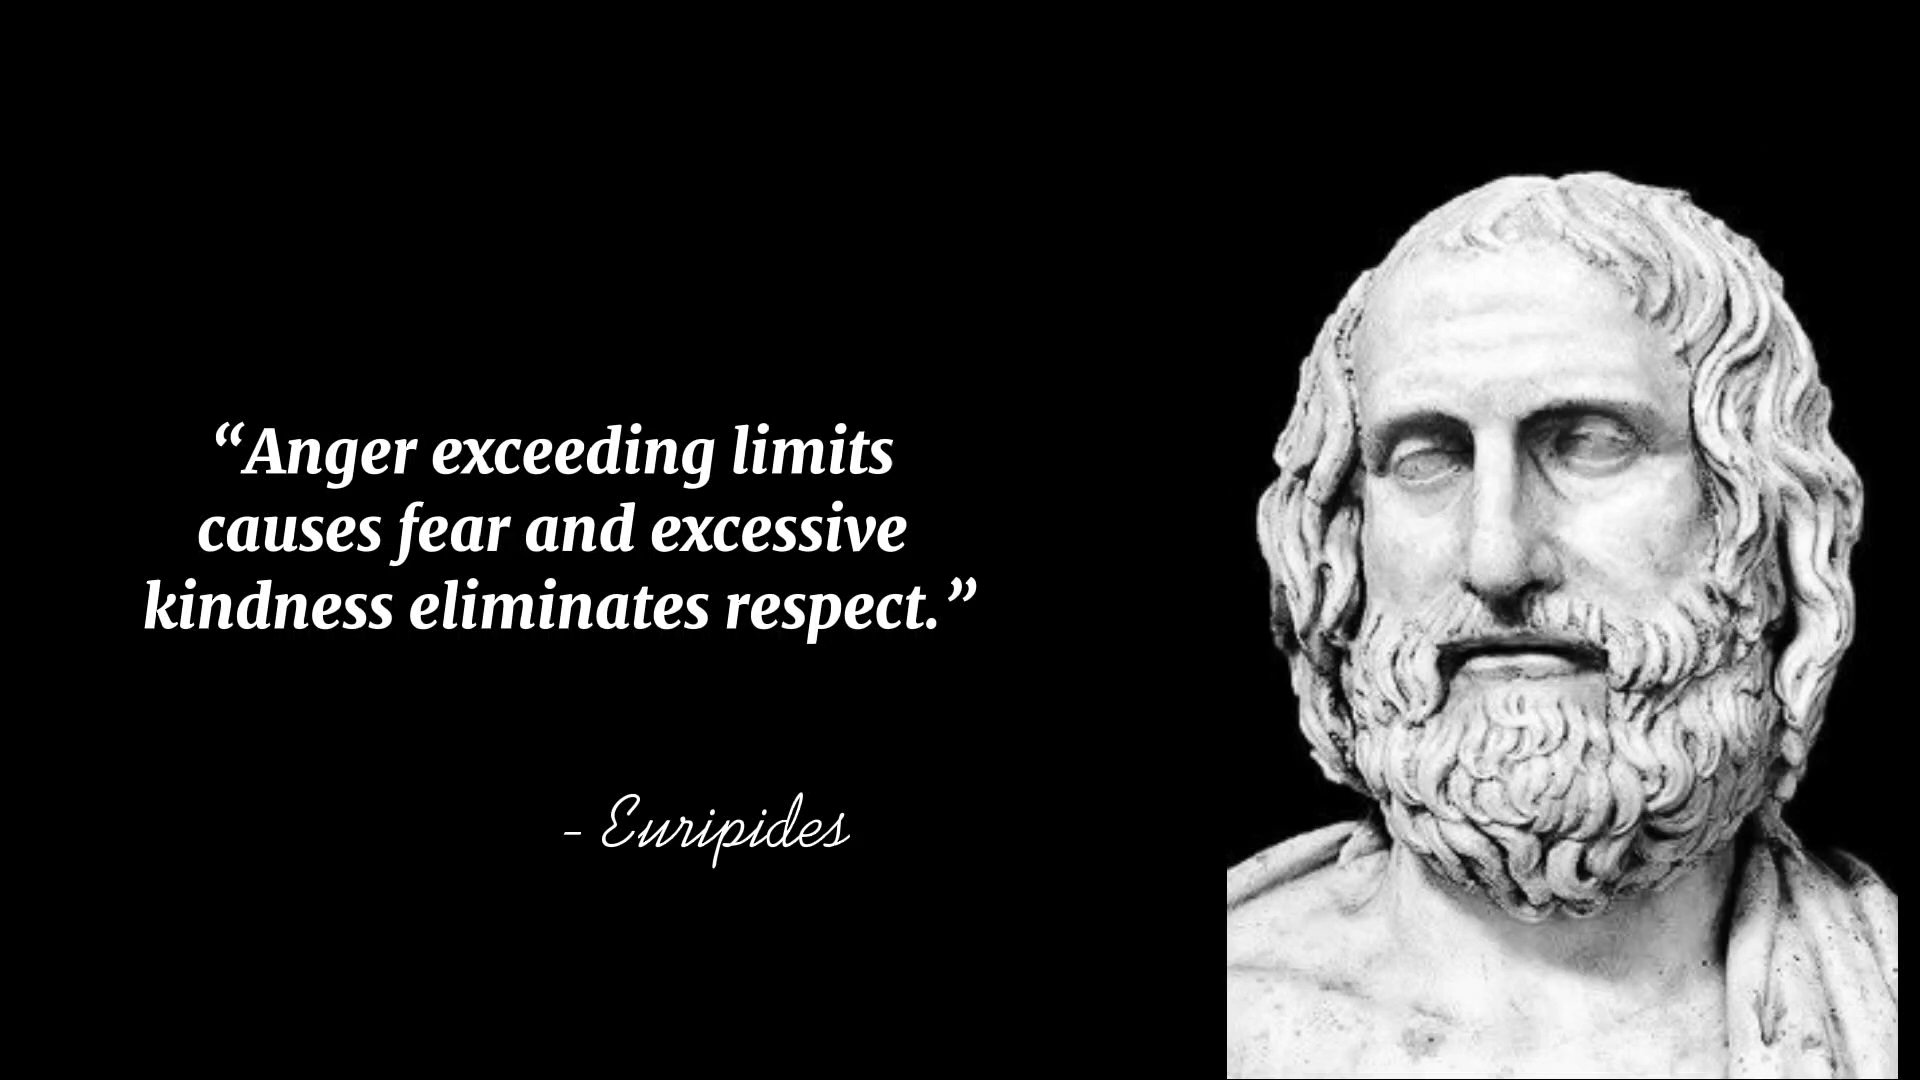 “Anger exceeding limits
causes fear and excessive
kindness eliminates respect.”
- Euripides